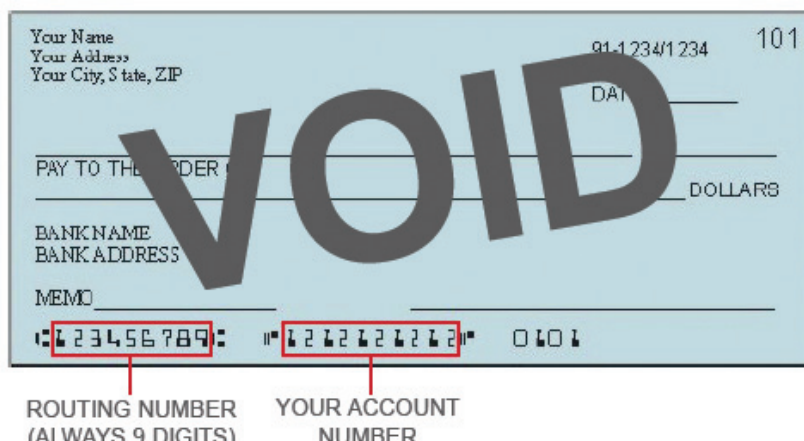 Your Name
Your Address
Your City, State, ZIP
91-1234/1234
101
VOID
PAY TO THE
DOLLARS
BANK NAME
BANK ADDRESS
MEMO
⑆123456789⑆ ⑈1212121212⑈ 0101
ROUTING NUMBER
(ALWAYS 9 DIGITS)
YOUR ACCOUNT
NUMBER